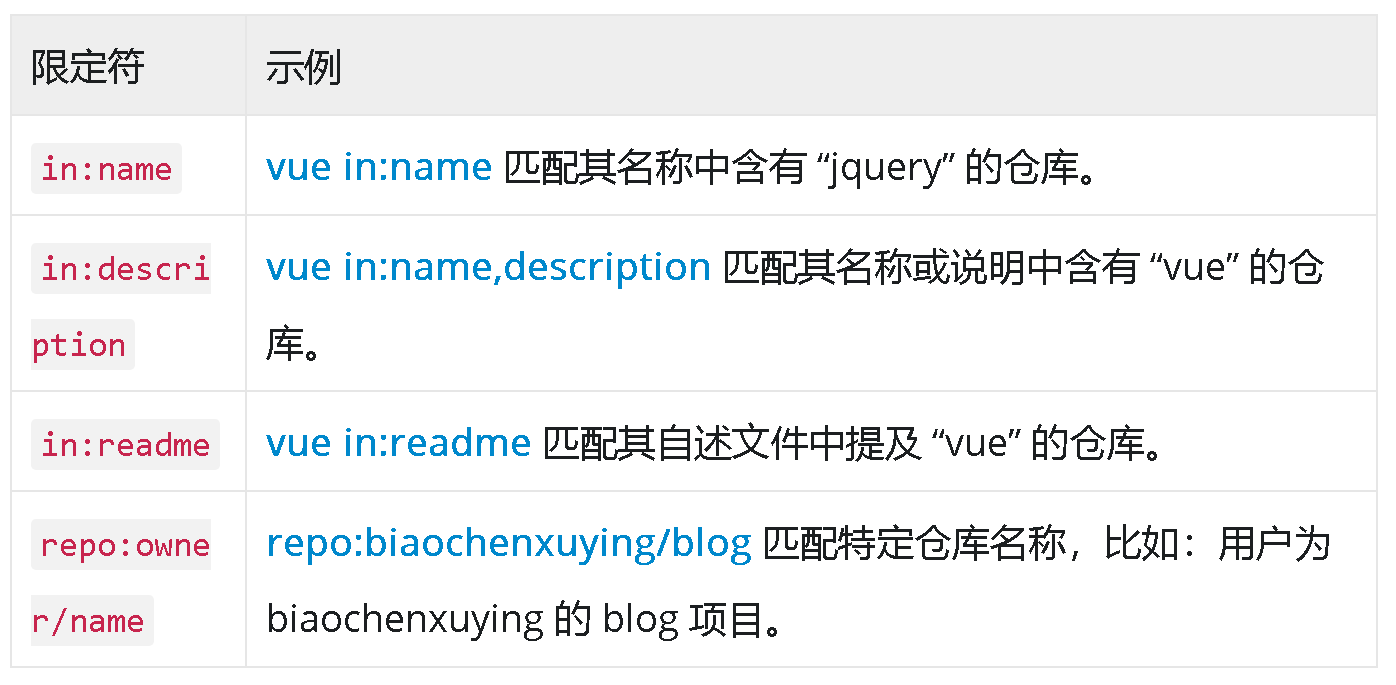 限定符 示例
in:name vue in:name 匹配其名称中含有 “jquery” 的仓库。
in:descri vue in:name,description 匹配其名称或说明中含有 “vue” 的仓
ption 库。
in:readme vue in:readme 匹配其自述文件中提及 “vue” 的仓库。
repo:owne repo:biaochenxuying/blog 匹配特定仓库名称，比如：用户为
r/name biaochenxuying 的 blog 项目。